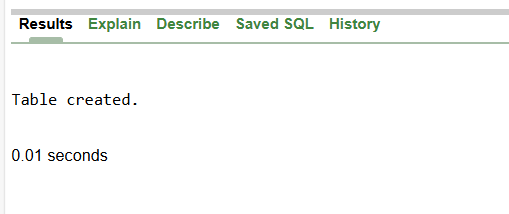 Results Explain Describe Saved SQL History
Table created.
0.01 seconds